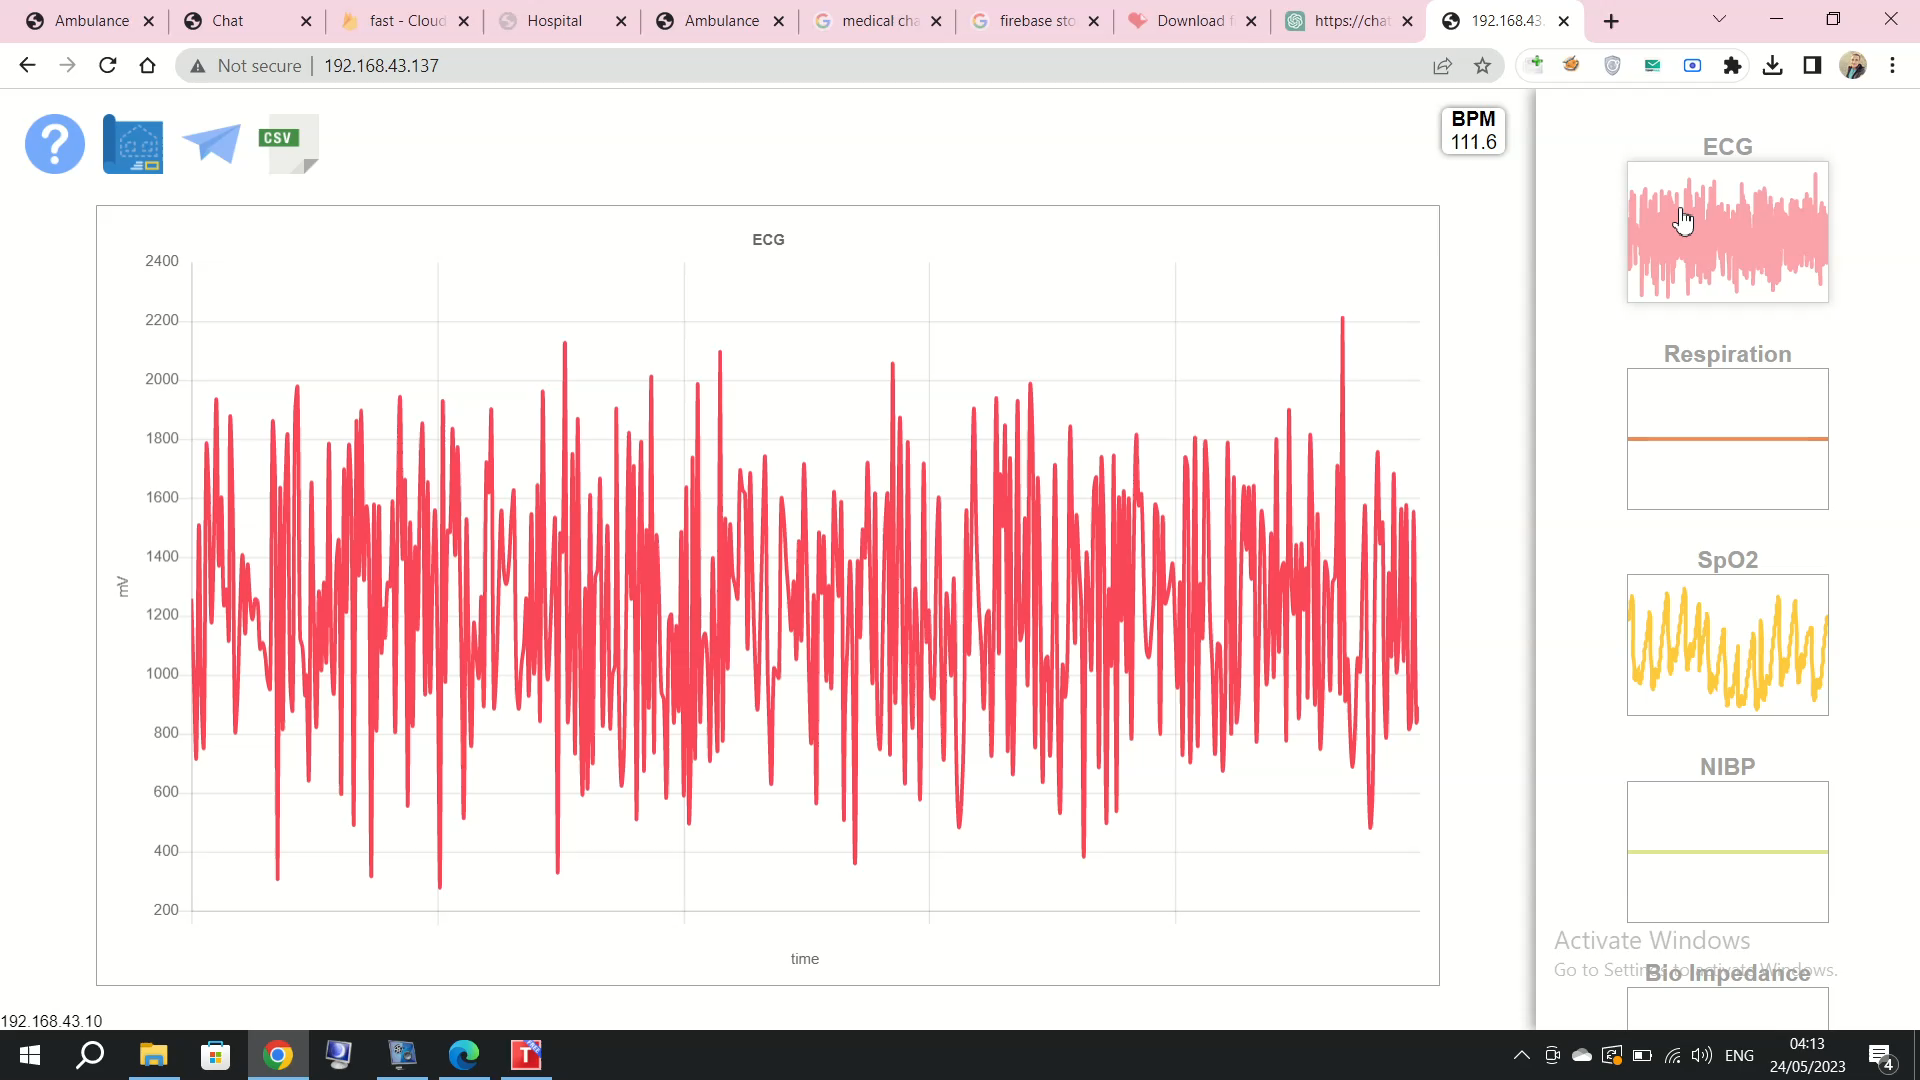 Ambulance
Chat
fast - Cloud
Hospital
Ambulance
medical cha
firebase sto
Download f
https://chat
192.168.43.
Not secure
192.168.43.137
CSV
BPM
111.6
ECG
ECG
2400
2200
2000
1800
1600
1400
1200
1000
800
600
400
200
mV
time
Respiration
SpO2
NIBP
Activate Windows
Go to Settings to activate Windows.
Bio Impedance
192.168.43.10
T
ENG
04:13
24/05/2023
4